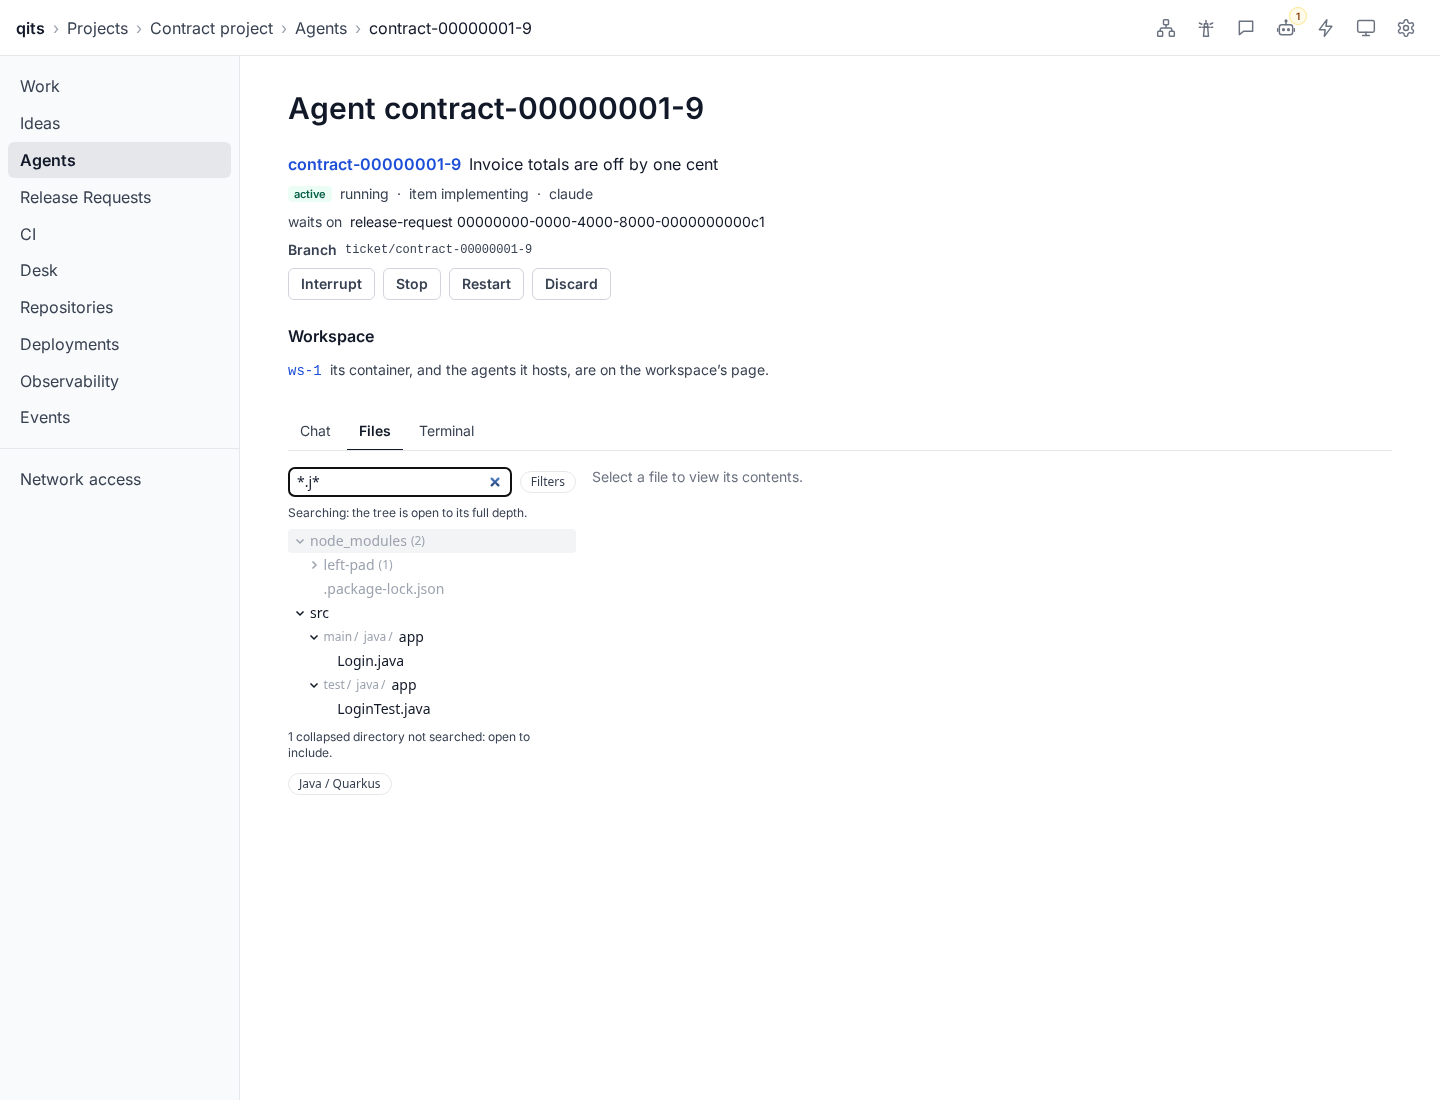 qits › Projects › Contract project › Agents › contract-00000001-9
1
Work
Ideas
Agents
Release Requests
CI
Desk
Repositories
Deployments
Observability
Events
Network access
Agent contract-00000001-9
contract-00000001-9 Invoice totals are off by one cent
active running · item implementing · claude
waits on release-request 00000000-0000-4000-8000-0000000000c1
Branch ticket/contract-00000001-9
Interrupt Stop Restart Discard
Workspace
ws-1 its container, and the agents it hosts, are on the workspace’s page.
Chat Files Terminal
*.j* Filters
Searching: the tree is open to its full depth.
node_modules (2)
left-pad (1)
.package-lock.json
src
main/ java/ app
Login.java
test/ java/ app
LoginTest.java
1 collapsed directory not searched: open to
include.
Java / Quarkus
Select a file to view its contents.